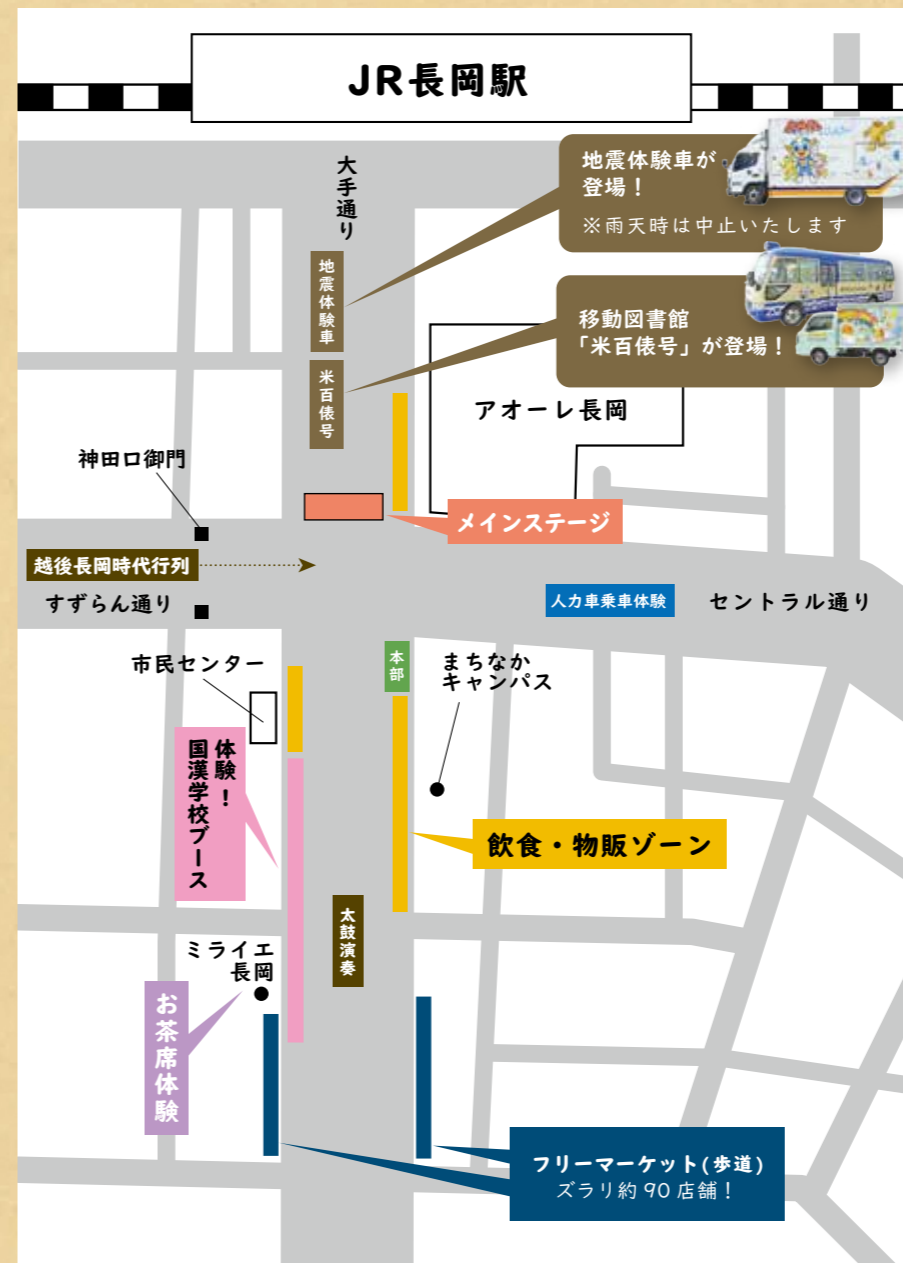 JR長岡駅
大手通り
地震体験車が
登場！
※雨天時は中止いたします
地震体験車
移動図書館
「米百俵号」が登場！
米百俵号
アオーレ長岡
神田口御門
メインステージ
越後長岡時代行列
すずらん通り
人力車乗車体験
セントラル通り
市民センター
本部
まちなか
キャンパス
体験！
国漢学校ブース
飲食・物販ゾーン
太鼓演奏
ミライエ
長岡
お茶席体験
フリーマーケット(歩道)
ズラリ約90店舗！